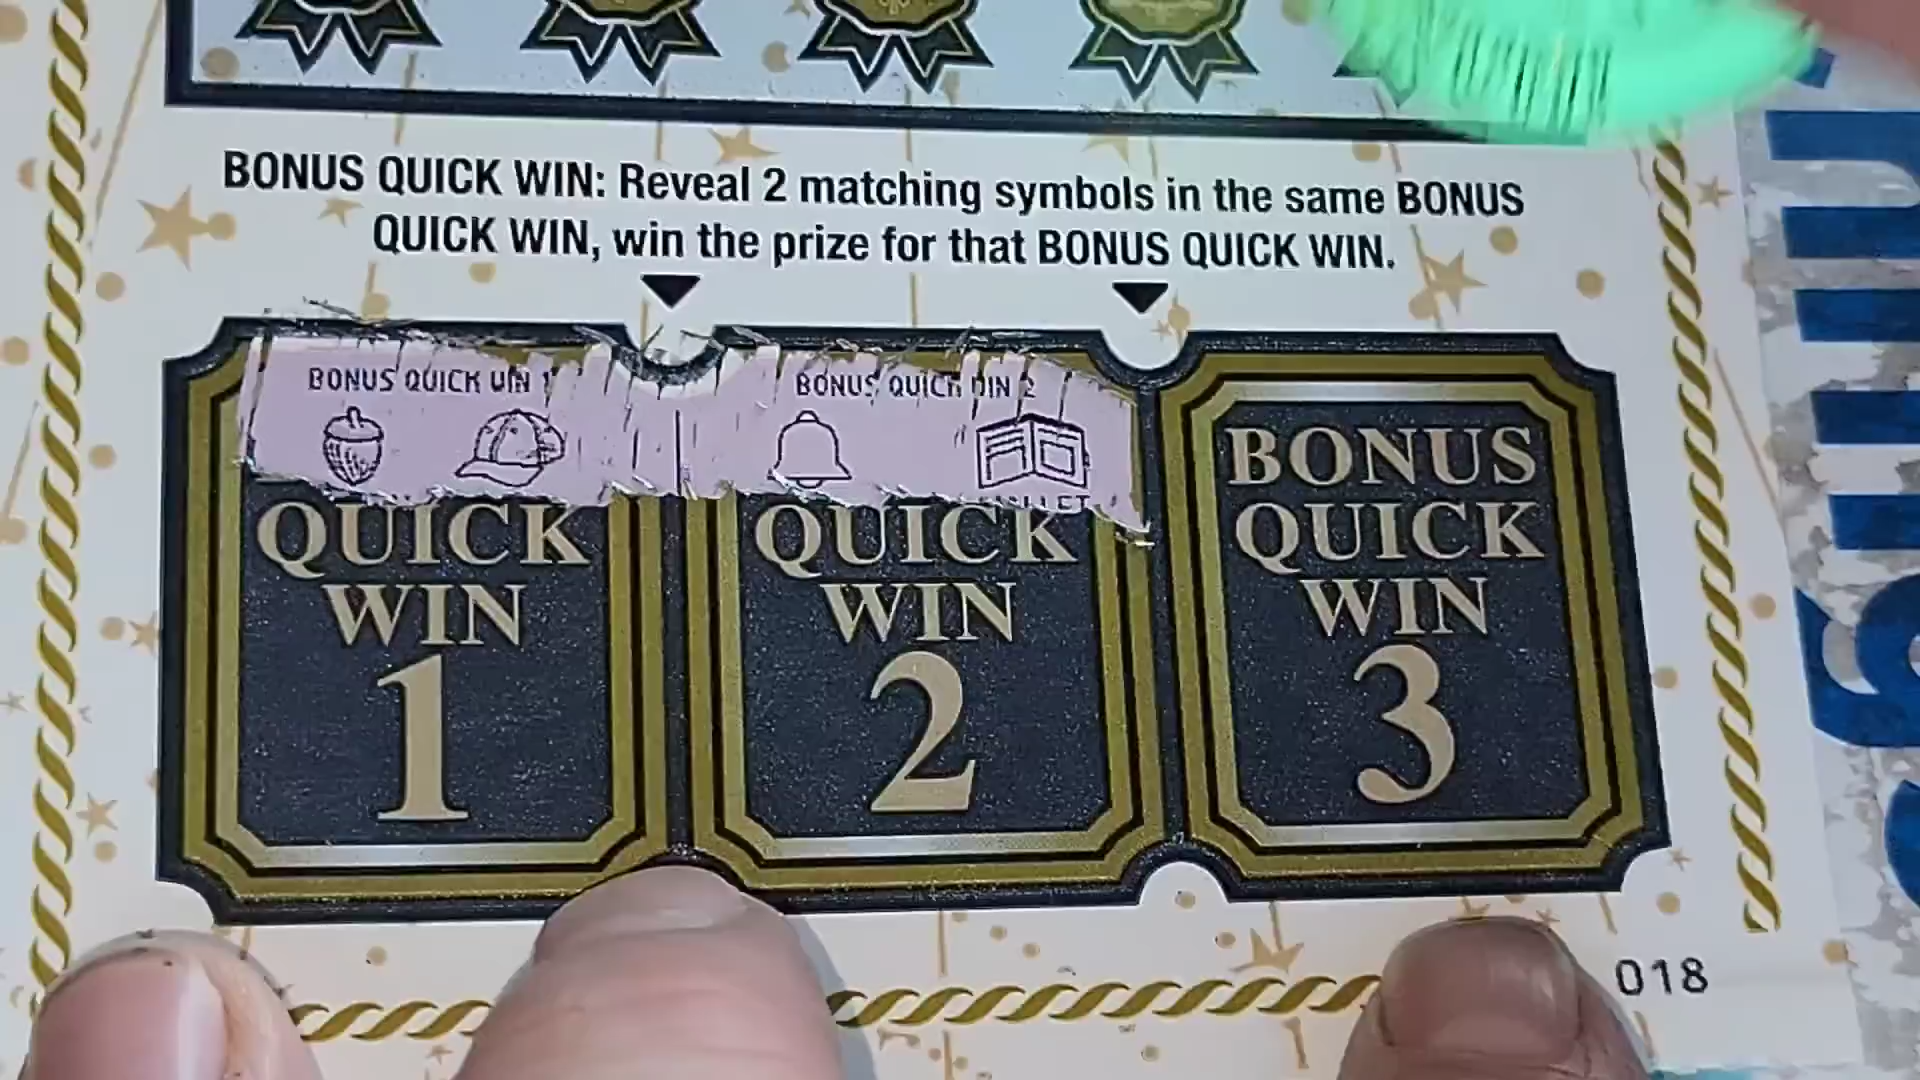 BONUS QUICK WIN: Reveal 2 matching symbols in the same BONUS
QUICK WIN, win the prize for that BONUS QUICK WIN.
BONUS QUICK WIN 1
BONUS QUICK WIN 2
QUICK
WIN
1
QUICK
WIN
2
BONUS
QUICK
WIN
3
018